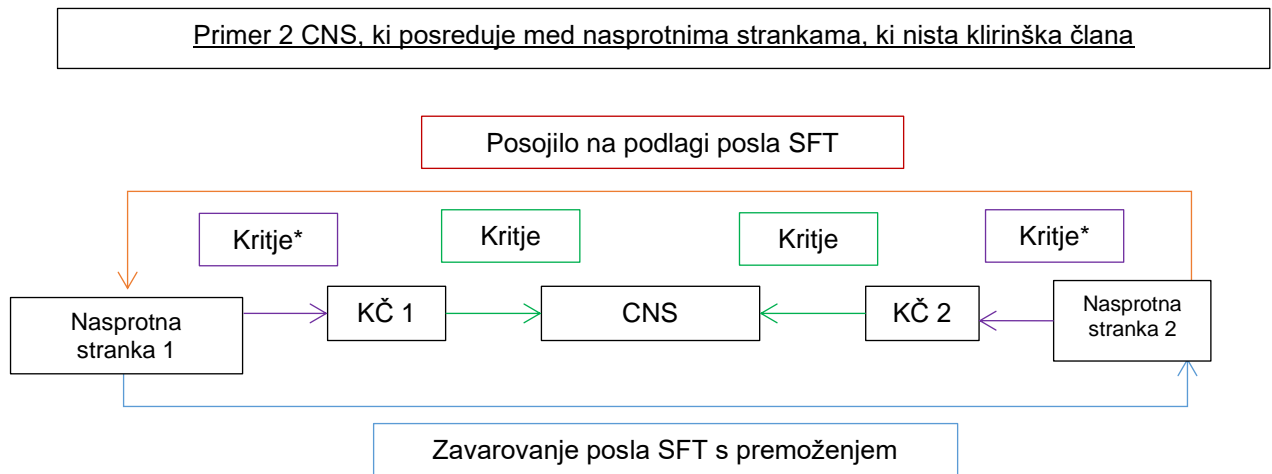 Primer 2 CNS, ki posreduje med nasprotnima strankama, ki nista klirinška člana
Posojilo na podlagi posla SFT
Kritje*
Kritje
Kritje
Kritje*
Nasprotna
stranka 1
KČ 1
CNS
KČ 2
Nasprotna
stranka 2
Zavarovanje posla SFT s premoženjem